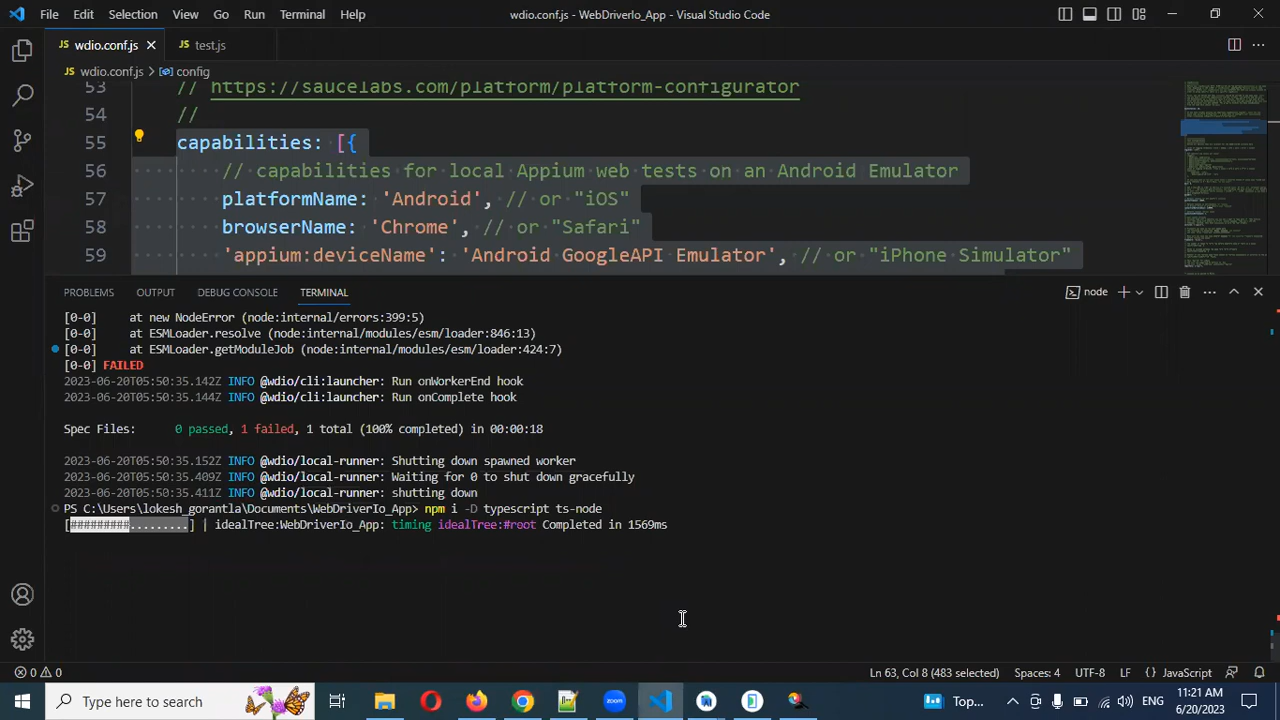 File Edit Selection View Go Run Terminal Help wdio.conf.js - WebDriverIo_App - Visual Studio Code
JS wdio.conf.js JS test.js
JS wdio.conf.js > config
53 // https://saucelabs.com/platform/platform-configurator
54 //
55 capabilities: [{
56 // capabilities for local Appium web tests on an Android Emulator
57 platformName: 'Android', // or "iOS"
58 browserName: 'Chrome', // or "Safari"
59 'appium:deviceName': 'Android GoogleAPI Emulator', // or "iPhone Simulator"
PROBLEMS OUTPUT DEBUG CONSOLE TERMINAL node
[0-0] at new NodeError (node:internal/errors:399:5)
[0-0] at ESMLoader.resolve (node:internal/modules/esm/loader:846:13)
[0-0] at ESMLoader.getModuleJob (node:internal/modules/esm/loader:424:7)
[0-0] FAILED
2023-06-20T05:50:35.142Z INFO @wdio/cli:launcher: Run onWorkerEnd hook
2023-06-20T05:50:35.144Z INFO @wdio/cli:launcher: Run onComplete hook
Spec Files: 0 passed, 1 failed, 1 total (100% completed) in 00:00:18
2023-06-20T05:50:35.152Z INFO @wdio/local-runner: Shutting down spawned worker
2023-06-20T05:50:35.409Z INFO @wdio/local-runner: Waiting for 0 to shut down gracefully
2023-06-20T05:50:35.411Z INFO @wdio/local-runner: shutting down
PS C:\Users\lokesh_gorantla\Documents\WebDriverIo_App> npm i -D typescript ts-node
[#########.........] | idealTree:WebDriverIo_App: timing idealTree:#root Completed in 1569ms
0 0 Ln 63, Col 8 (483 selected) Spaces: 4 UTF-8 LF {} JavaScript
Type here to search zoom Top... ENG 11:21 AM
6/20/2023